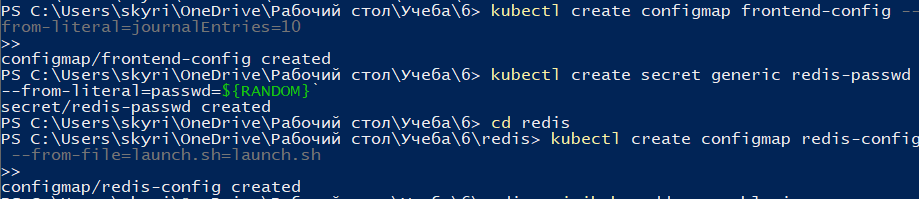 PS C:\Users\skyri\OneDrive\Рабочий стол\Учеба\6> kubectl create configmap frontend-config --
from-literal=journalEntries=10
>>
configmap/frontend-config created
PS C:\Users\skyri\OneDrive\Рабочий стол\Учеба\6> kubectl create secret generic redis-passwd
--from-literal=passwd=${RANDOM}`
secret/redis-passwd created
PS C:\Users\skyri\OneDrive\Рабочий стол\Учеба\6> cd redis
PS C:\Users\skyri\OneDrive\Рабочий стол\Учеба\6\redis> kubectl create configmap redis-config
--from-file=launch.sh=launch.sh
>>
configmap/redis-config created